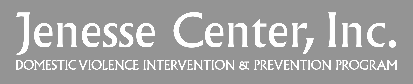 Jenesse Center, Inc.
DOMESTIC VIOLENCE INTERVENTION & PREVENTION PROGRAM